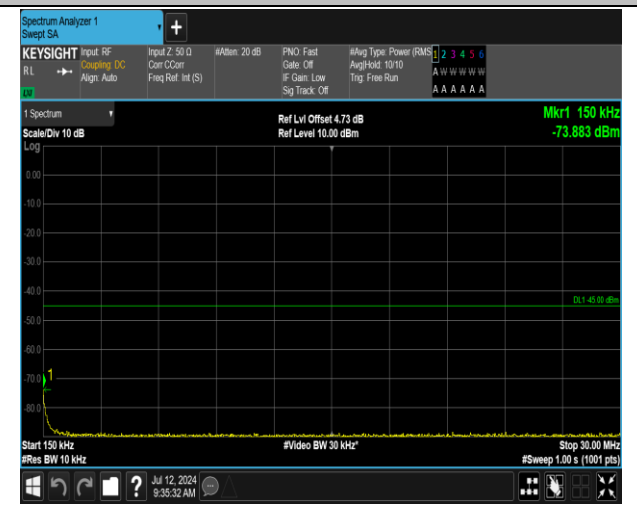 Spectrum Analyzer 1
Swept SA
+
KEYSIGHT
RL
LXI
Input: RF
Coupling: DC
Align: Auto
Input Z: 50 Ω
Corr CCorr
Freq Ref: Int (S)
#Atten: 20 dB
PNO: Fast
Gate: Off
IF Gain: Low
Sig Track: Off
#Avg Type: Power (RMS
Avg|Hold: 10/10
Trig: Free Run
1 2 3 4 5 6
A W W W W W
A A A A A A
1 Spectrum
Scale/Div 10 dB
Ref Lvl Offset 4.73 dB
Ref Level 10.00 dBm
Mkr1 150 kHz
-73.883 dBm
Log
0.00
-10.0
-20.0
-30.0
-40.0
DL1 -45.00 dBm
-50.0
-60.0
1
-70.0
-80.0
Start 150 kHz
#Res BW 10 kHz
#Video BW 30 kHz*
Stop 30.00 MHz
#Sweep 1.00 s (1001 pts)
?
Jul 12, 2024
9:35:32 AM